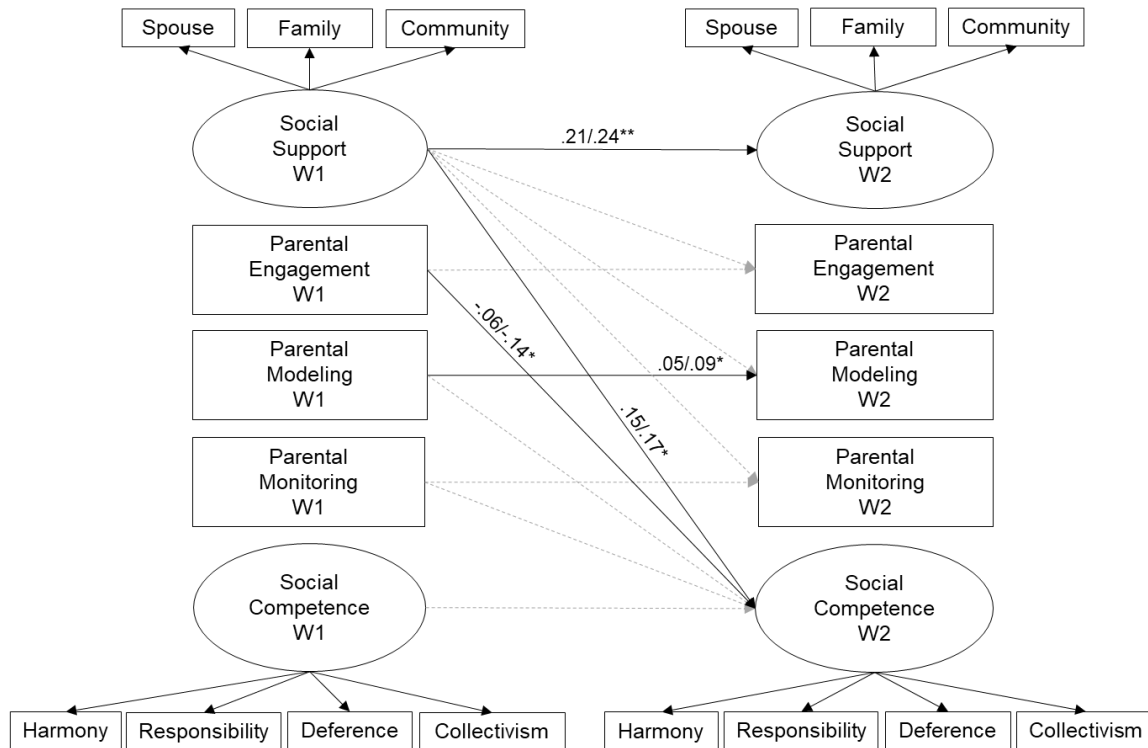 Spouse
Family
Community
Spouse
Family
Community
Social
Support
W1
.21/.24**
Social
Support
W2
Parental
Engagement
W1
Parental
Engagement
W2
-.06/-.14*
Parental
Modeling
W1
.05/.09*
Parental
Modeling
W2
.15/.17*
Parental
Monitoring
W1
Parental
Monitoring
W2
Social
Competence
W1
Social
Competence
W2
Harmony
Responsibility
Deference
Collectivism
Harmony
Responsibility
Deference
Collectivism